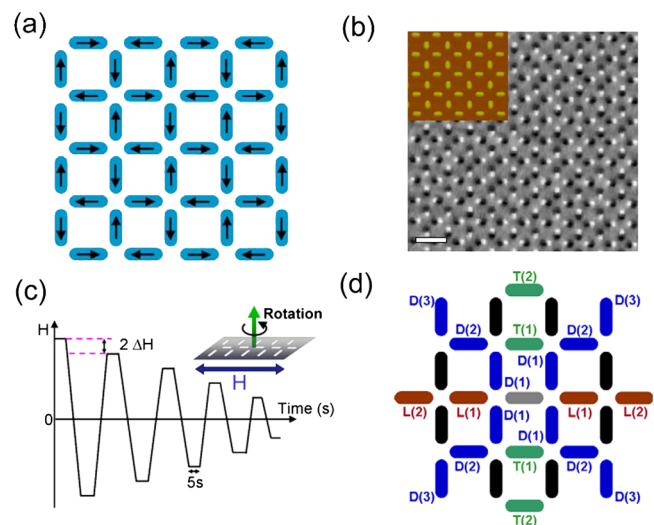 (a)
(b)
(c)
H
2 ΔH
Rotation
H
0
Time (s)
5s
(d)
T(2)
D(3)
D(3)
D(2)
T(1)
D(2)
D(1)
D(1)
D(1)
L(2)
L(1)
D(1)
L(1)
L(2)
D(1)
D(2)
T(1)
D(2)
D(3)
D(3)
T(2)